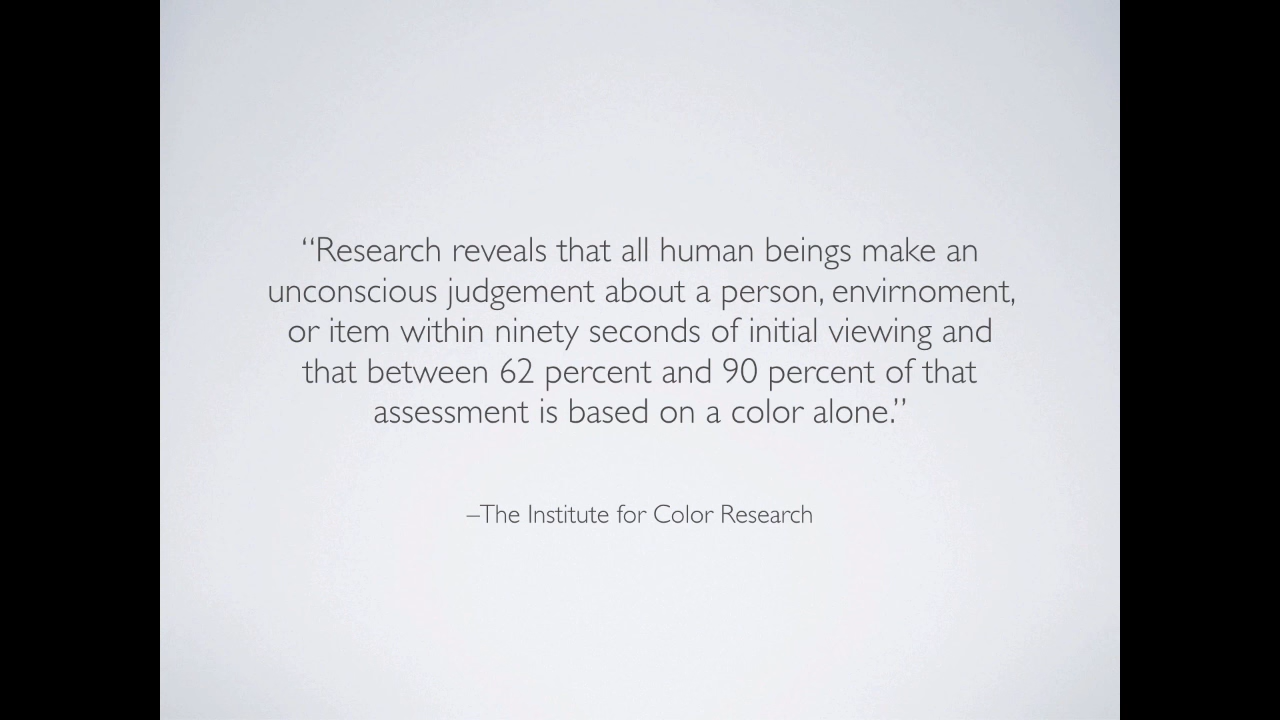 “Research reveals that all human beings make an
unconscious judgement about a person, envirnoment,
or item within ninety seconds of initial viewing and
that between 62 percent and 90 percent of that
assessment is based on a color alone.”
–The Institute for Color Research